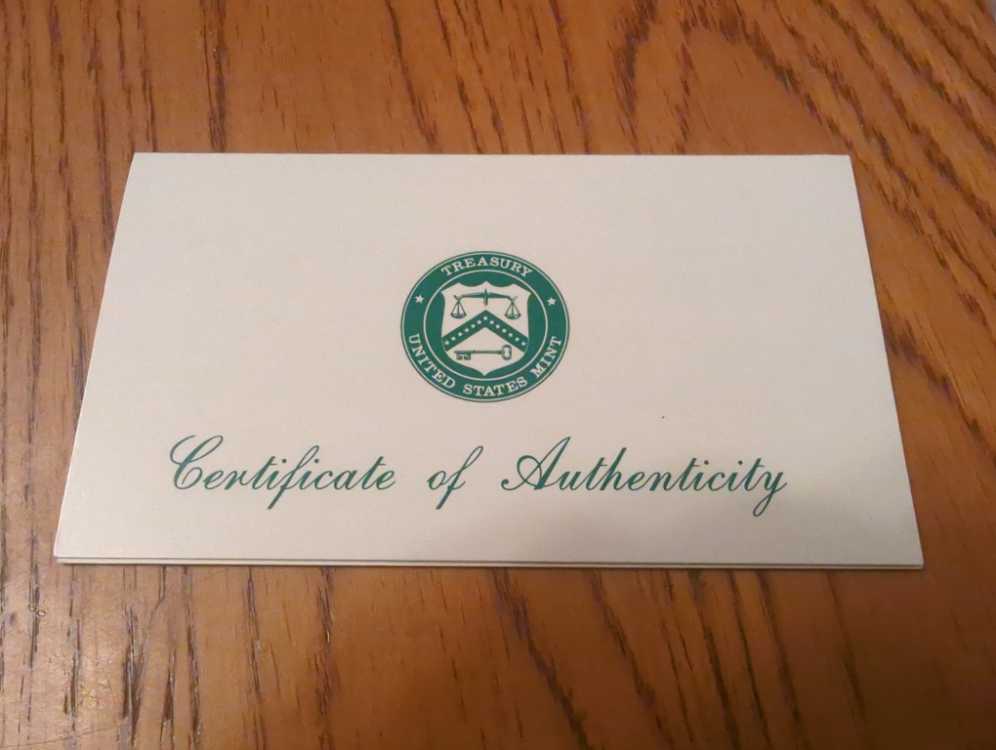 TREASURY
UNITED STATES MINT
Certificate of Authenticity